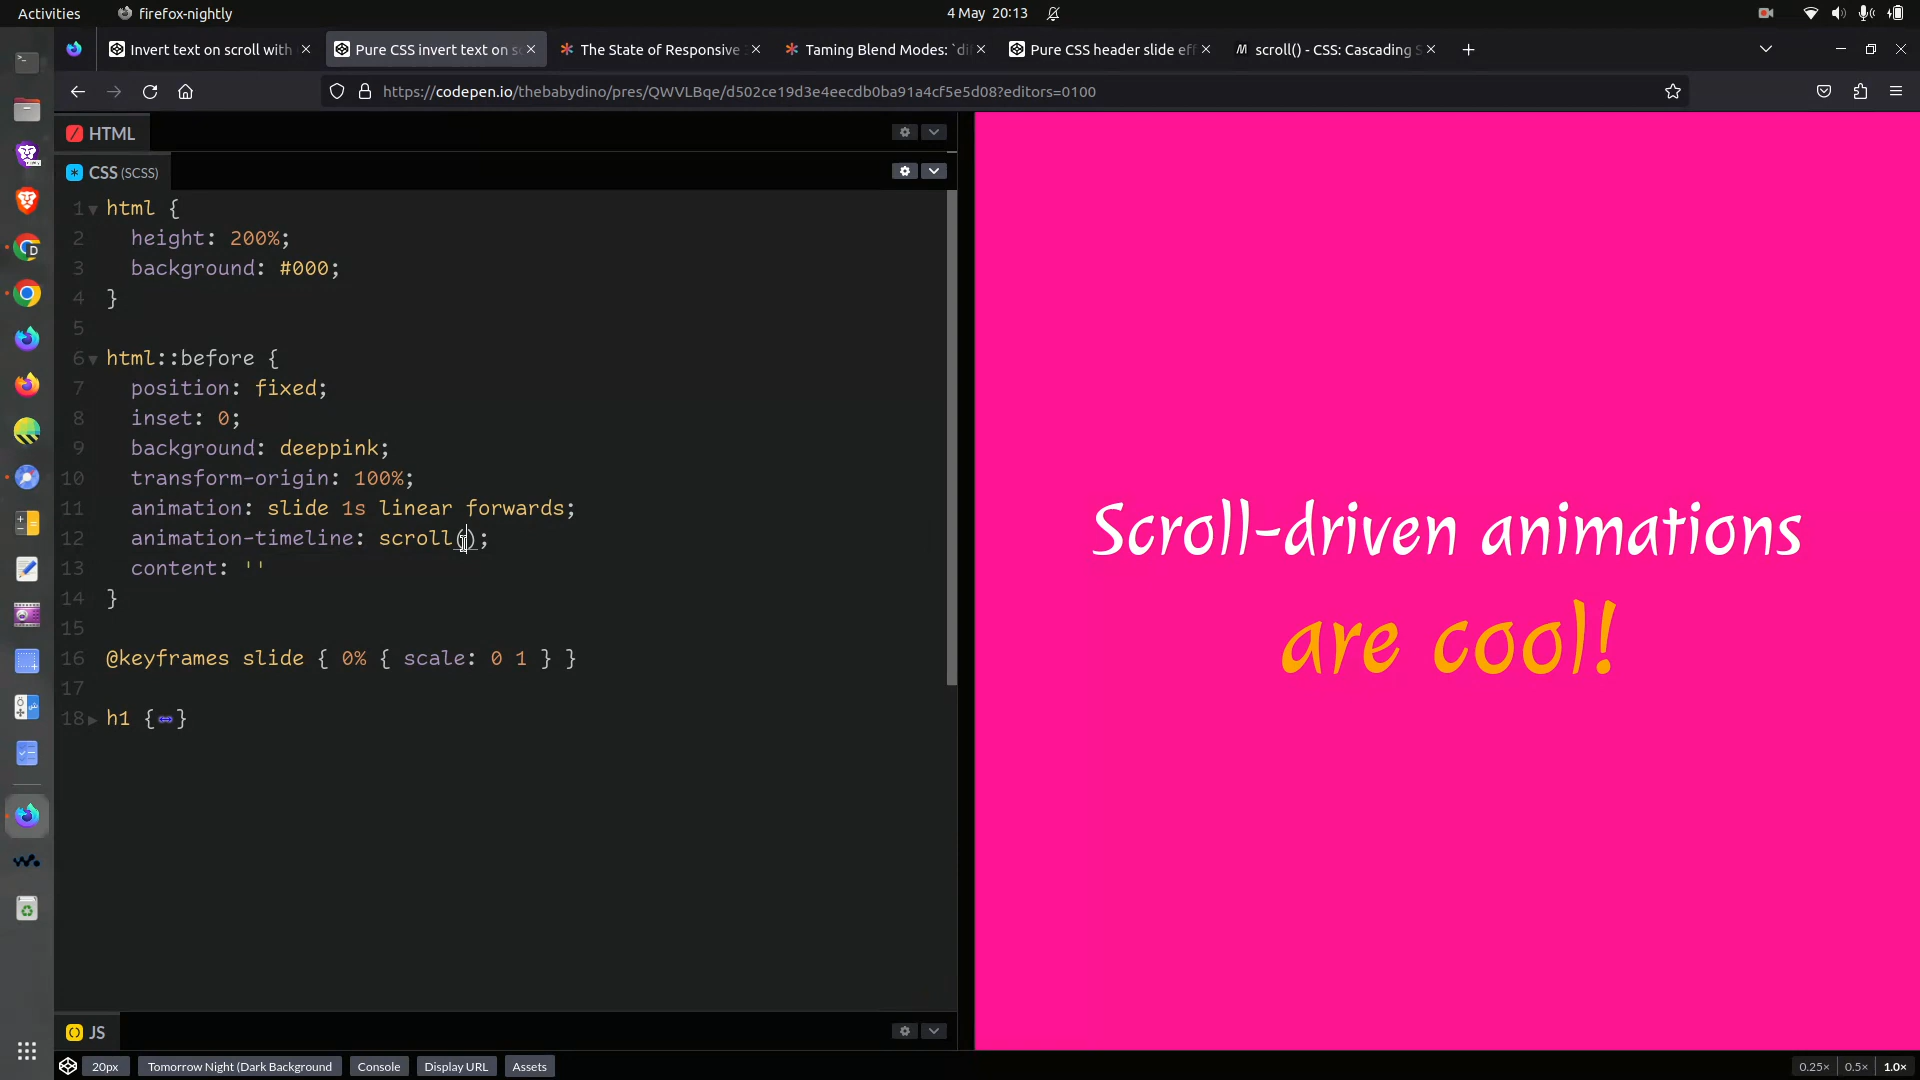 Activities
firefox-nightly
4 May 20:13
Invert text on scroll with
Pure CSS invert text on s
The State of Responsive
Taming Blend Modes: `di
Pure CSS header slide ef
scroll() - CSS: Cascading S
https://codepen.io/thebabydino/pres/QWVLBqe/d502ce19d3e4eecdb0ba91a4cf5e5d08?editors=0100
HTML
CSS (SCSS)
1 html {
2 height: 200%;
3 background: #000;
4 }
5
6 html::before {
7 position: fixed;
8 inset: 0;
9 background: deeppink;
10 transform-origin: 100%;
11 animation: slide 1s linear forwards;
12 animation-timeline: scroll();
13 content: ''
14 }
15
16 @keyframes slide { 0% { scale: 0 1 } }
17
18 h1 {}
Scroll-driven animations
are cool!
JS
20px
Tomorrow Night (Dark Background
Console
Display URL
Assets
0.25×
0.5×
1.0×